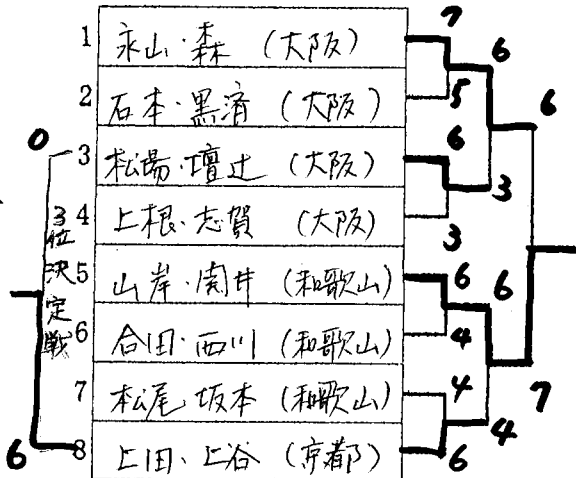 7
1 永山・森 (大阪) 6
2 石本・黒済 (大阪) 5 6
0 3 松場・壇辻 (大阪) 6
3
4 上根・志賀 (大阪) 3
3位決定戦
5 山岸・関井 (和歌山) 6 6
6 合田・西川 (和歌山) 4
7 松尾 坂本 (和歌山) 4 7
4
6 8 上田・上谷 (京都) 6